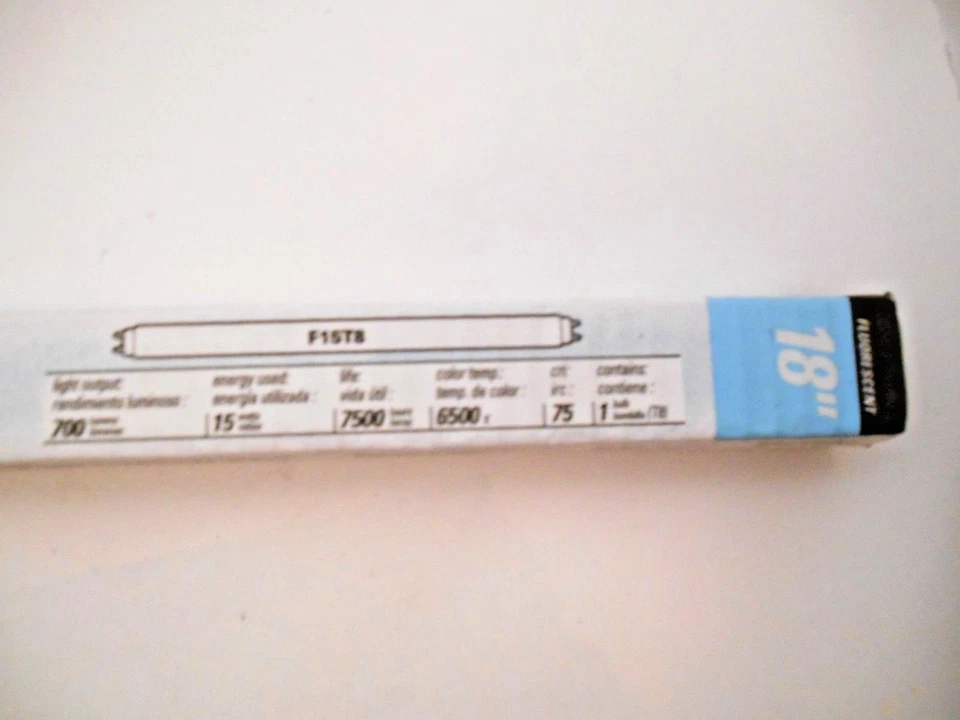 F15T8
light output: energy used: life: color temp.: cri: contains:
rendimiento luminoso: energía utilizada: vida útil: temp. de color: irc: contiene:
700 15 7500 6500 K 75 1 /T8
18"
FLUORESCENT